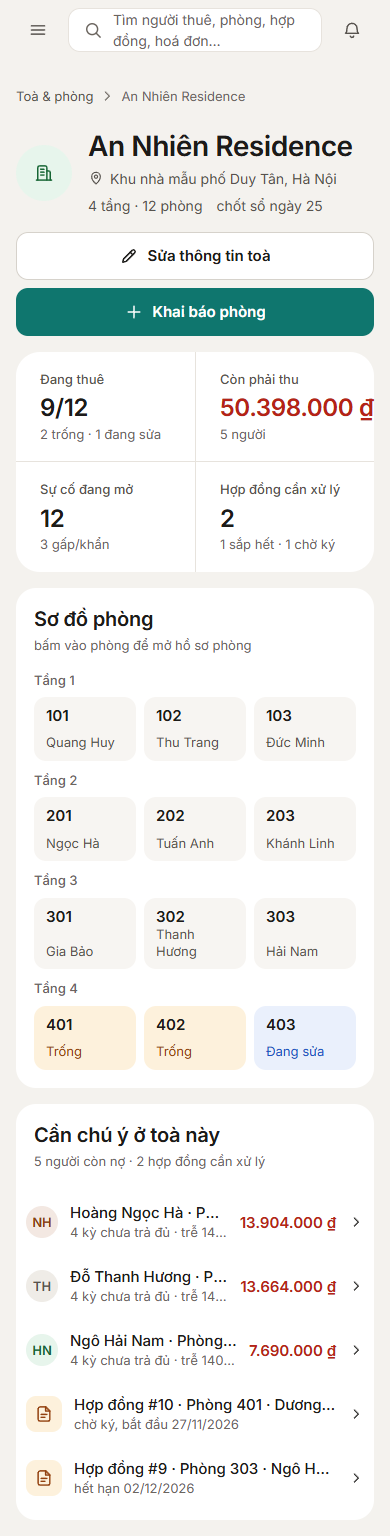 Tìm người thuê, phòng, hợp
đồng, hoá đơn...
Toà & phòng > An Nhiên Residence
An Nhiên Residence
Khu nhà mẫu phố Duy Tân, Hà Nội
4 tầng · 12 phòng chốt sổ ngày 25
Sửa thông tin toà
+ Khai báo phòng
Đang thuê
9/12
2 trống · 1 đang sửa
Còn phải thu
50.398.000 ₫
5 người
Sự cố đang mở
12
3 gấp/khẩn
Hợp đồng cần xử lý
2
1 sắp hết · 1 chờ ký
Sơ đồ phòng
bấm vào phòng để mở hồ sơ phòng
Tầng 1
101
Quang Huy
102
Thu Trang
103
Đức Minh
Tầng 2
201
Ngọc Hà
202
Tuấn Anh
203
Khánh Linh
Tầng 3
301
Gia Bảo
302
Thanh
Hương
303
Hải Nam
Tầng 4
401
Trống
402
Trống
403
Đang sửa
Cần chú ý ở toà này
5 người còn nợ · 2 hợp đồng cần xử lý
NH
Hoàng Ngọc Hà · P...
4 kỳ chưa trả đủ · trễ 14...
13.904.000 ₫
TH
Đỗ Thanh Hương · P...
4 kỳ chưa trả đủ · trễ 14...
13.664.000 ₫
HN
Ngô Hải Nam · Phòng...
4 kỳ chưa trả đủ · trễ 140...
7.690.000 ₫
Hợp đồng #10 · Phòng 401 · Dương...
chờ ký, bắt đầu 27/11/2026
Hợp đồng #9 · Phòng 303 · Ngô H...
hết hạn 02/12/2026